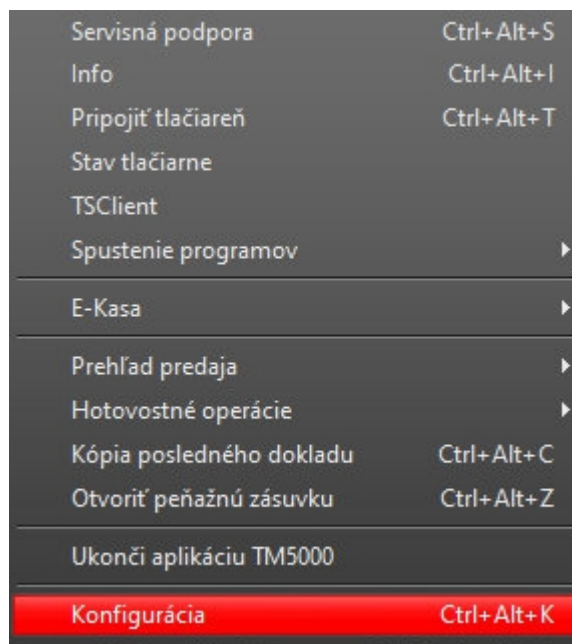 Servisná podpora Ctrl+Alt+S
Info Ctrl+Alt+I
Pripojiť tlačiareň Ctrl+Alt+T
Stav tlačiarne
TSClient
Spustenie programov
E-Kasa
Prehľad predaja
Hotovostné operácie
Kópia posledného dokladu Ctrl+Alt+C
Otvoriť peňažnú zásuvku Ctrl+Alt+Z
Ukonči aplikáciu TM5000
Konfigurácia Ctrl+Alt+K